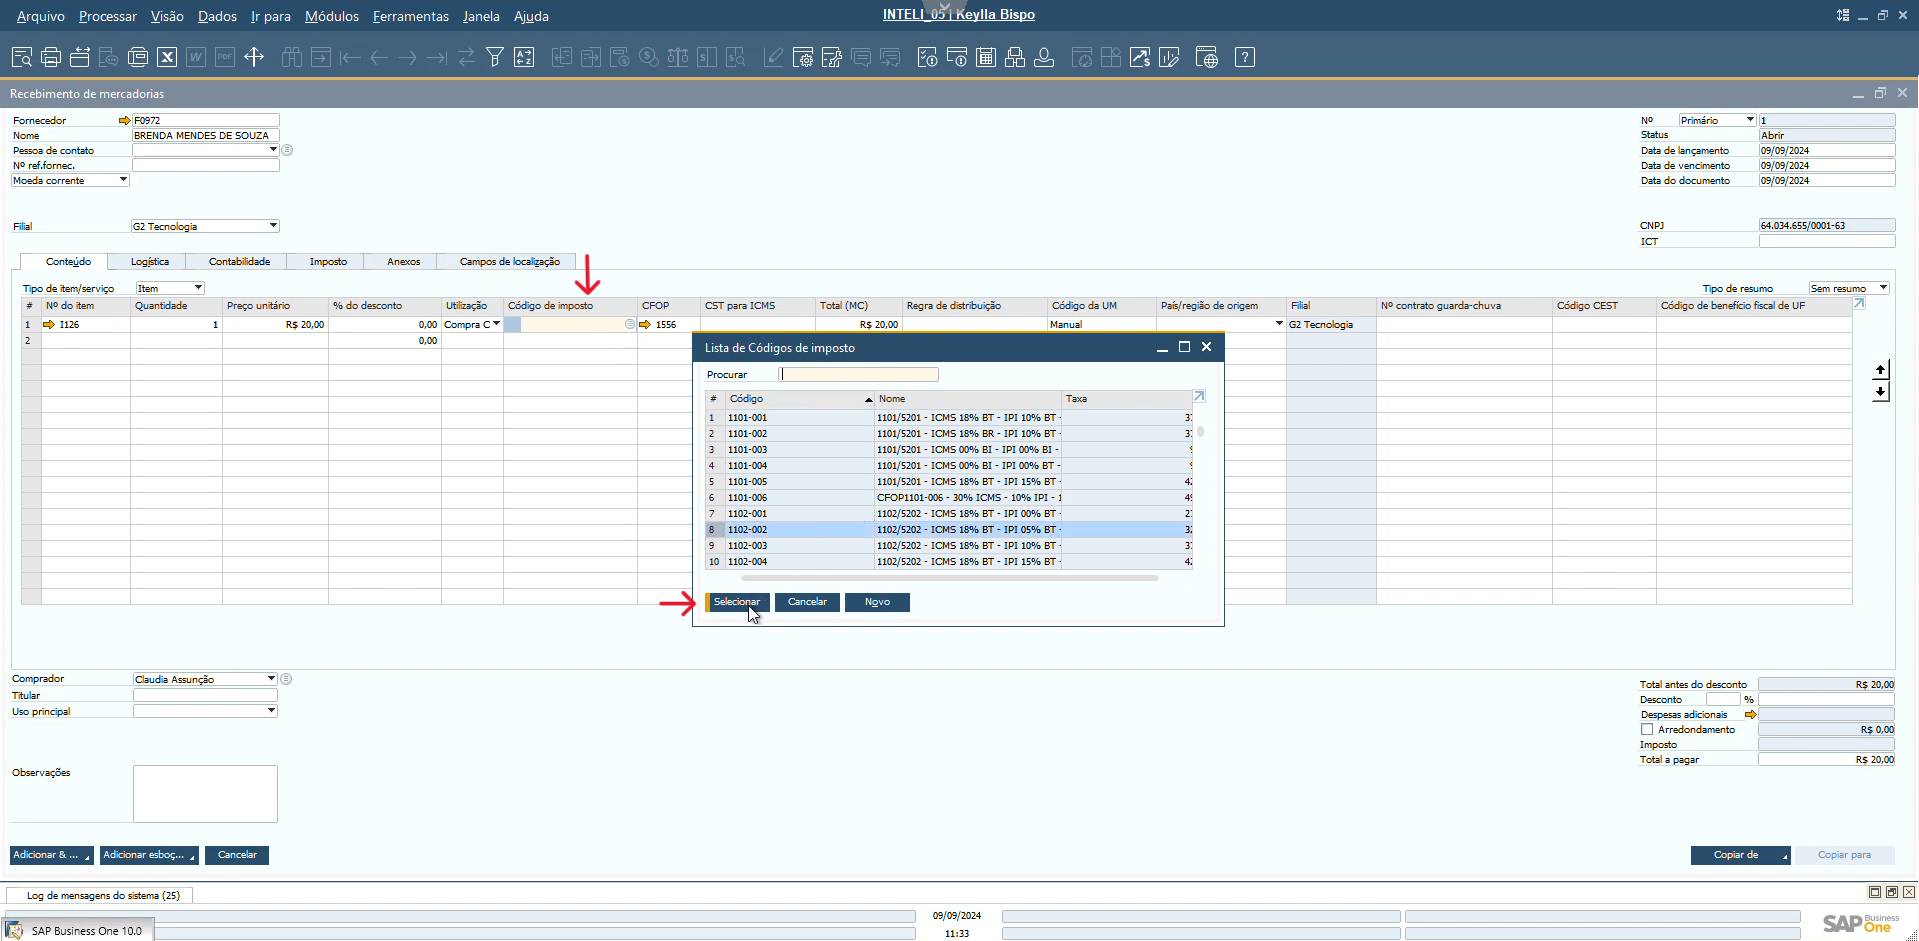 Arquivo Processar Visão Dados Ir para Módulos Ferramentas Janela Ajuda
INTELI_05 | Keylla Bispo
Recebimento de mercadorias
Fornecedor F0972
Nome BRENDA MENDES DE SOUZA
Pessoa de contato
Nº ref.fornec.
Moeda corrente
Filial G2 Tecnologia
Nº Primário 1
Status Abrir
Data de lançamento 09/09/2024
Data de vencimento 09/09/2024
Data do documento 09/09/2024
CNPJ 64.034.655/0001-63
ICT
Conteúdo Logística Contabilidade Imposto Anexos Campos de localização
Tipo de item/serviço Item
Tipo de resumo Sem resumo
# Nº do item Quantidade Preço unitário % do desconto Utilização Código de imposto CFOP CST para ICMS Total (MC) Regra de distribuição Código da UM País/região de origem Filial Nº contrato guarda-chuva Código CEST Código de benefício fiscal de UF
1 I126 1 R$ 20,00 0,00 Compra C 1556 R$ 20,00 Manual G2 Tecnologia
2 0,00
Lista de Códigos de imposto
Procurar
# Código Nome Taxa
1 1101-001 1101/5201 - ICMS 18% BT - IPI 10% BT -
2 1101-002 1101/5201 - ICMS 18% BR - IPI 10% BT -
3 1101-003 1101/5201 - ICMS 00% BI - IPI 00% BI -
4 1101-004 1101/5201 - ICMS 00% BI - IPI 00% BT -
5 1101-005 1101/5201 - ICMS 18% BT - IPI 15% BT - 42
6 1101-006 CFOP1101-006 - 30% ICMS - 10% IPI - 1 49
7 1102-001 1102/5202 - ICMS 18% BT - IPI 00% BT -
8 1102-002 1102/5202 - ICMS 18% BT - IPI 05% BT - 32
9 1102-003 1102/5202 - ICMS 18% BT - IPI 10% BT -
10 1102-004 1102/5202 - ICMS 18% BT - IPI 15% BT - 42
Selecionar Cancelar Novo
Comprador Claudia Assunção
Titular
Uso principal
Observações
Total antes do desconto R$ 20,00
Desconto %
Despesas adicionais
Arredondamento R$ 0,00
Imposto
Total a pagar R$ 20,00
Adicionar & ... Adicionar esboç... Cancelar
Copiar de Copiar para
Log de mensagens do sistema (25)
09/09/2024
11:33
SAP Business One 10.0
SAP Business One